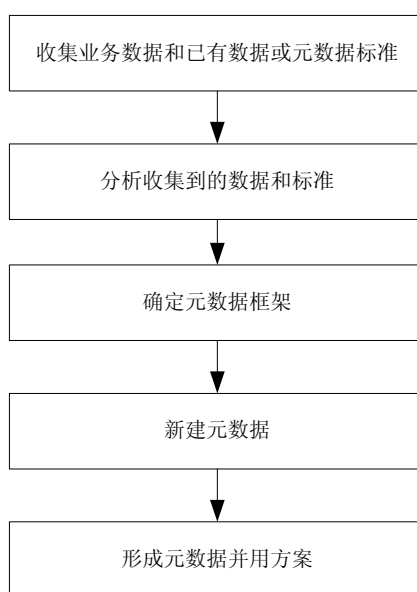 收集业务数据和已有数据或元数据标准
分析收集到的数据和标准
确定元数据框架
新建元数据
形成元数据并用方案